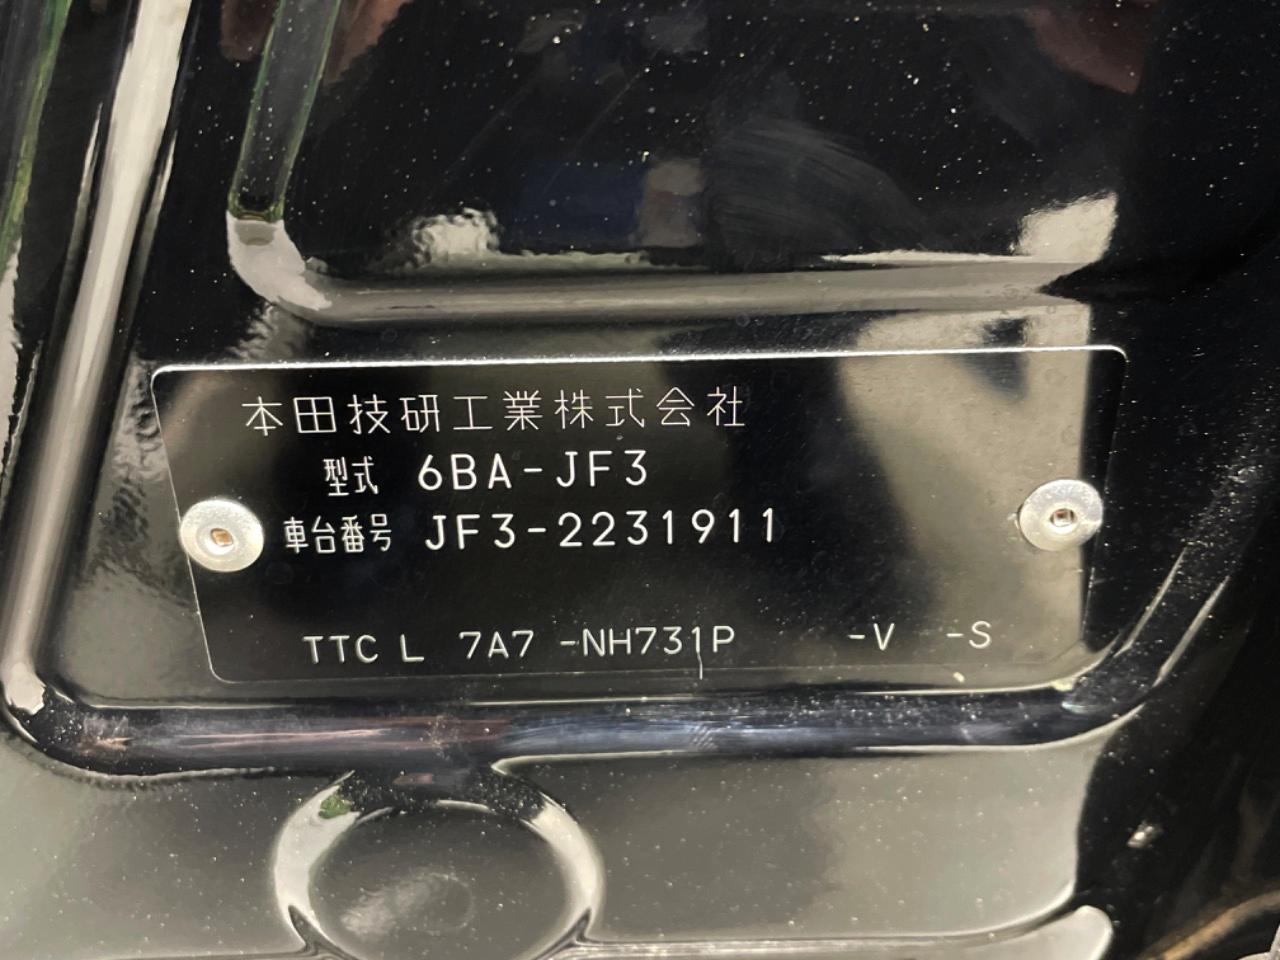 本田技研工業株式会社
型式 6BA-JF3
車台番号 JF3-2231911
TTC L 7A7 -NH731P -V -S